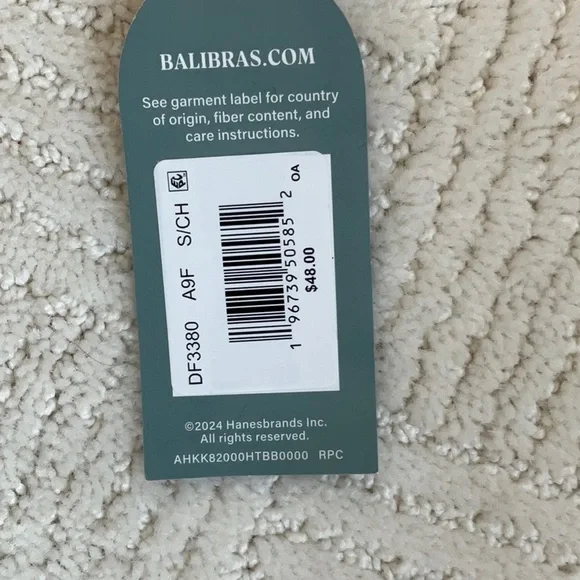 BALIBRAS.COM
See garment label for country
of origin, fiber content, and
care instructions.
DF3380 A9F S/CH
1 96739 50585 2
OA
$48.00
©2024 Hanesbrands Inc.
All rights reserved.
AHKK82000HTBB0000 RPC